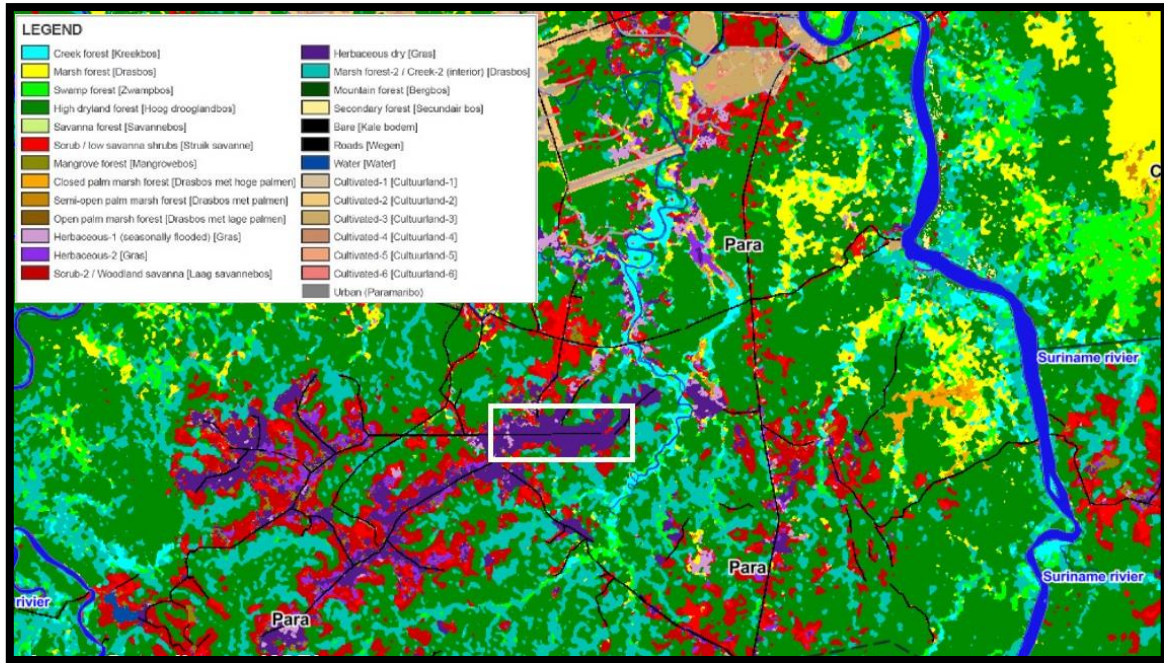 LEGEND
Creek forest [Kreekbos]
Marsh forest [Drasbos]
Swamp forest [Zwampbos]
High dryland forest [Hoog drooglandbos]
Savanna forest [Savannebos]
Scrub / low savanna shrubs [Struik savanne]
Mangrove forest [Mangrovebos]
Closed palm marsh forest [Drasbos met hoge palmen]
Semi-open palm marsh forest [Drasbos met palmen]
Open palm marsh forest [Drasbos met lage palmen]
Herbaceous-1 (seasonally flooded) [Gras]
Herbaceous-2 [Gras]
Scrub-2 / Woodland savanna [Laag savannebos]
Herbaceous dry [Gras]
Marsh forest-2 / Creek-2 (interior) [Drasbos]
Mountain forest [Bergbos]
Secondary forest [Secundair bos]
Bare [Kale bodem]
Roads [Wegen]
Water [Water]
Cultivated-1 [Cultuurland-1]
Cultivated-2 [Cultuurland-2]
Cultivated-3 [Cultuurland-3]
Cultivated-4 [Cultuurland-4]
Cultivated-5 [Cultuurland-5]
Cultivated-6 [Cultuurland-6]
Urban (Paramaribo)
C
Para
Suriname rivier
Para
Suriname rivier
rivier
Para